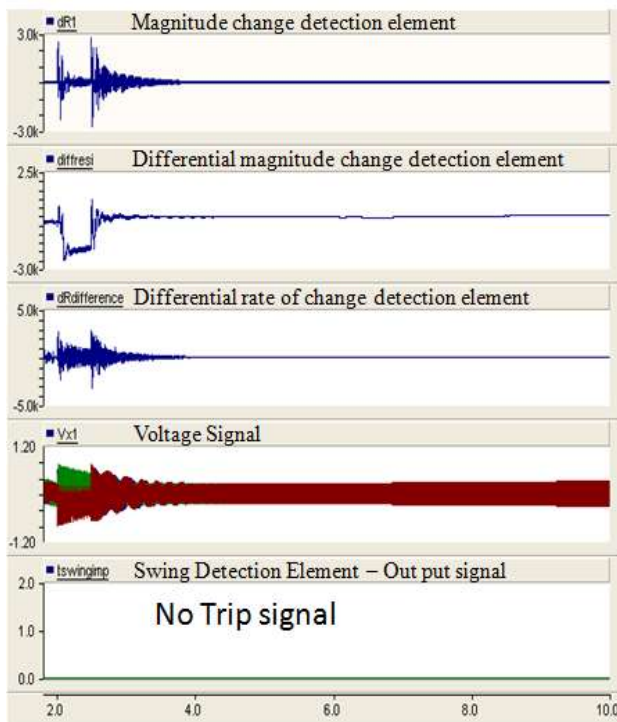 dR1 Magnitude change detection element
3.0k
-3.0k
diffresi Differential magnitude change detection element
2.5k
-3.0k
dRdifference Differential rate of change detection element
5.0k
-5.0k
Vx1 Voltage Signal
1.20
-1.20
tswingimp Swing Detection Element – Out put signal
2.0
No Trip signal
1.0
0.0
2.0 4.0 6.0 8.0 10.0